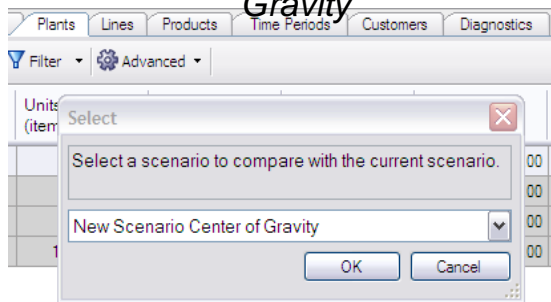 Gravity
Plants Lines Products Time Periods Customers Diagnostics
Filter Advanced
Units
(item
Select
Select a scenario to compare with the current scenario.
00
00
New Scenario Center of Gravity
00
1
00
OK Cancel